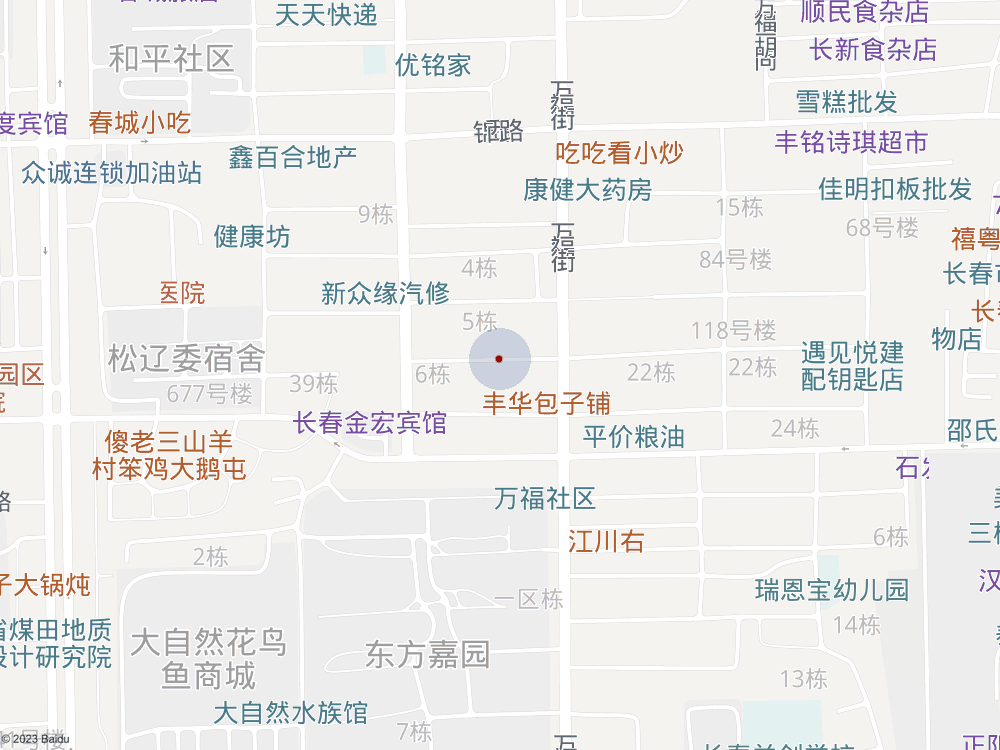 天天快递
顺民食杂店
万福胡同
长新食杂店
和平社区
优铭家
雪糕批发
万福街
度宾馆
春城小吃
丰铭诗琪超市
吃吃看小炒
鑫百合地产
众诚连锁加油站
康健大药房
佳明扣板批发
9栋
15栋
68号楼
健康坊
万福街
禧粤
84号楼
4栋
长春市
医院
新众缘汽修
5栋
118号楼
物店
松辽委宿舍
遇见悦建
配钥匙店
园区
6栋
22栋
22栋
39栋
677号楼
丰华包子铺
长春金宏宾馆
平价粮油
24栋
邵氏
傻老三山羊
村笨鸡大鹅屯
万福社区
路
江川右
6栋
三
2栋
子大锅炖
汉
瑞恩宝幼儿园
一区栋
14栋
省煤田地质
设计研究院
大自然花鸟
鱼商城
东方嘉园
13栋
大自然水族馆
7栋
© 2023 Baidu